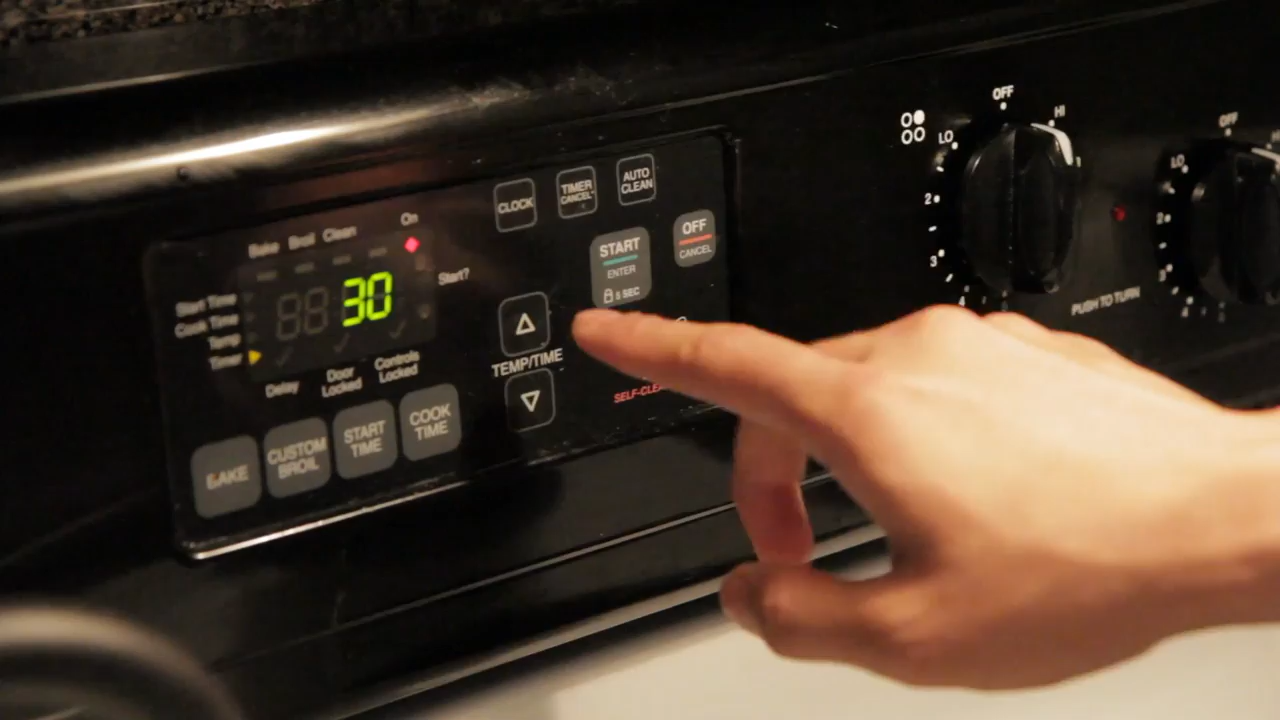 CLOCK
TIMER
CANCEL
AUTO
CLEAN
START
ENTER
6 SEC
OFF
CANCEL
On
Bake Broil Clean
Start?
Start Time
Cook Time
Temp
Timer
30
Delay
Door
Locked
Controls
Locked
TEMP/TIME
BAKE
CUSTOM
BROIL
START
TIME
COOK
TIME
OFF
HI
LO
2
3
4
PUSH TO TURN
OFF
LO
2
3
4